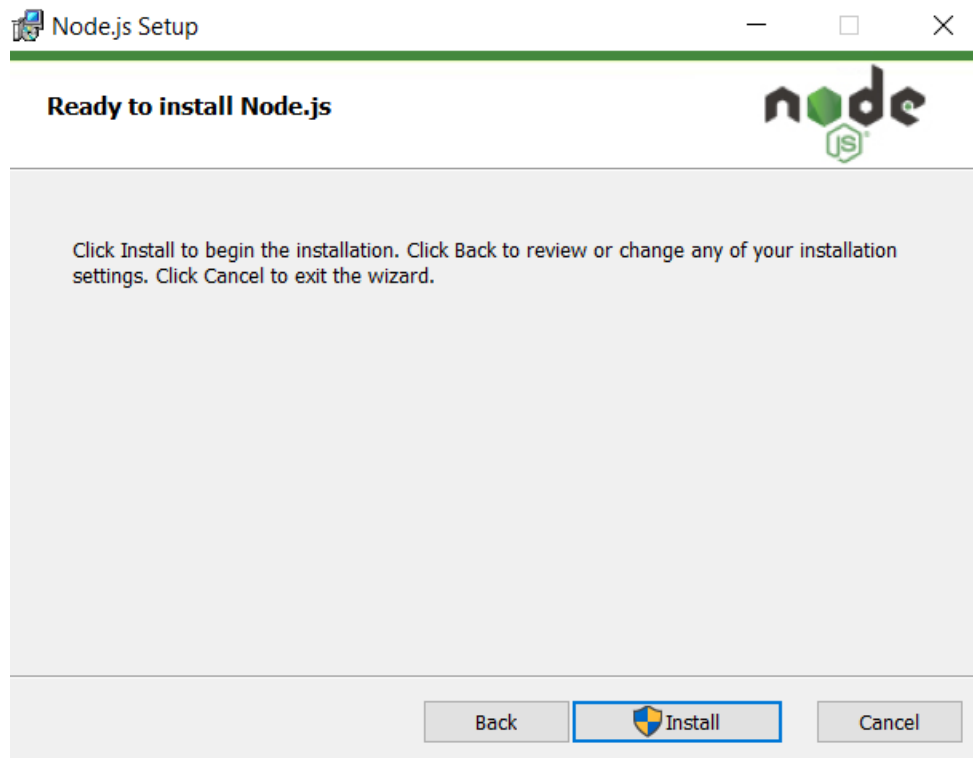 Node.js Setup
Ready to install Node.js
node
JS
Click Install to begin the installation. Click Back to review or change any of your installation
settings. Click Cancel to exit the wizard.
Back
Install
Cancel